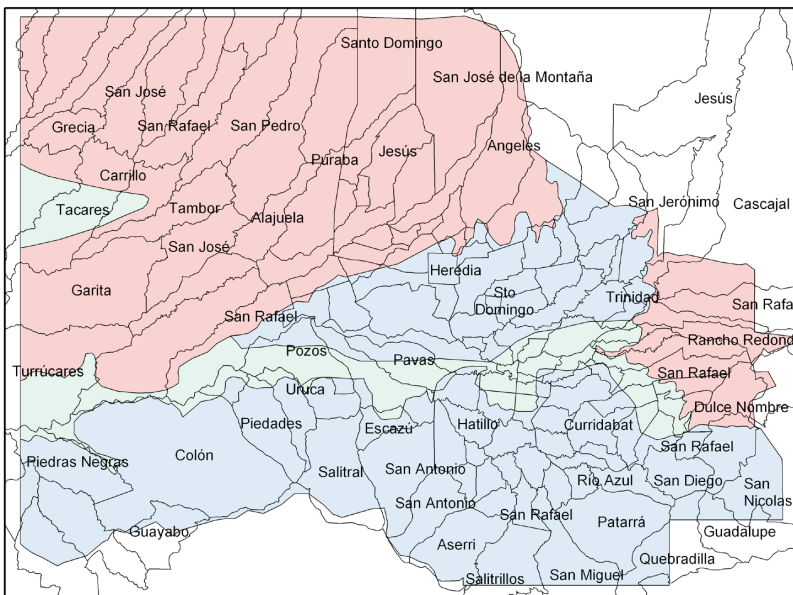 Santo Domingo
San José de la Montaña
San José
Jesús
Grecia
San Rafael
San Pedro
Jesús
Angeles
Puraba
Carrillo
San Jerónimo
Cascajal
Tacares
Tambor
Alajuela
San José
Heredia
Garita
Sto
Domingo
Trinidad
San Rafa
San Rafael
Rancho Redond
Pozos
Pavas
Turrúcares
San Rafael
Uruca
Dulce Nombre
Piedades
Escazú
Hatillo
Curridabat
San Rafael
Colón
Piedras Negras
Salitral
San Antonio
Río Azul
San Diego
San
Nicolas
San Antonio
San Rafael
Patarrá
Guayabo
Guadalupe
Aserri
Quebradilla
Salitrillos
San Miguel